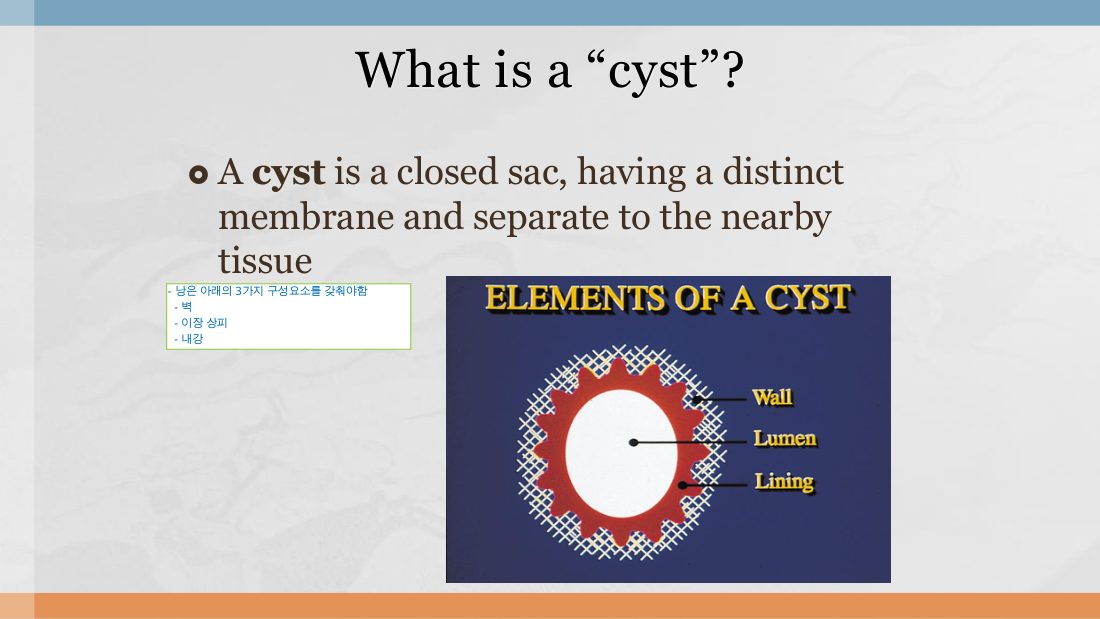 What is a “cyst”?
A cyst is a closed sac, having a distinct
membrane and separate to the nearby
tissue
- 낭은 아래의 3가지 구성요소를 갖춰야함
- 벽
- 이장 상피
- 내강
ELEMENTS OF A CYST
Wall
Lumen
Lining